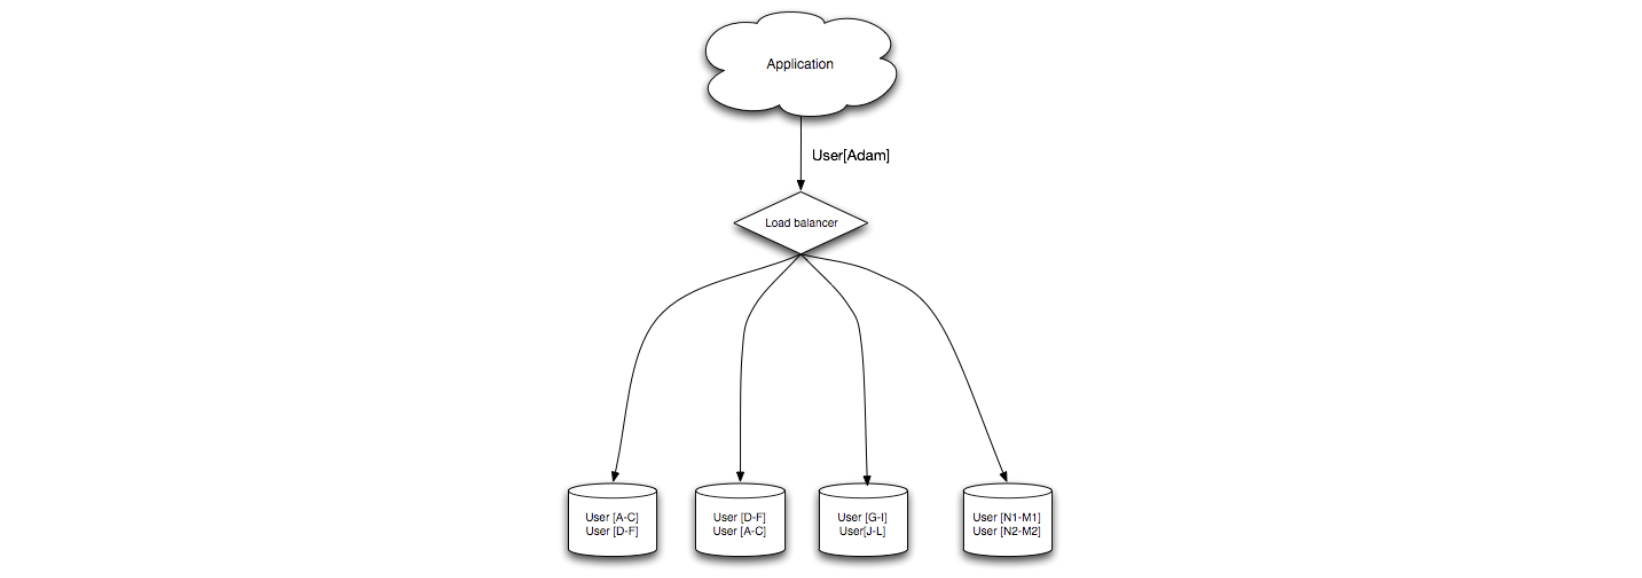 Application
User[Adam]
Load balancer
User [A-C]
User [D-F]
User [D-F]
User [A-C]
User [G-I]
User[J-L]
User [N1-M1]
User [N2-M2]